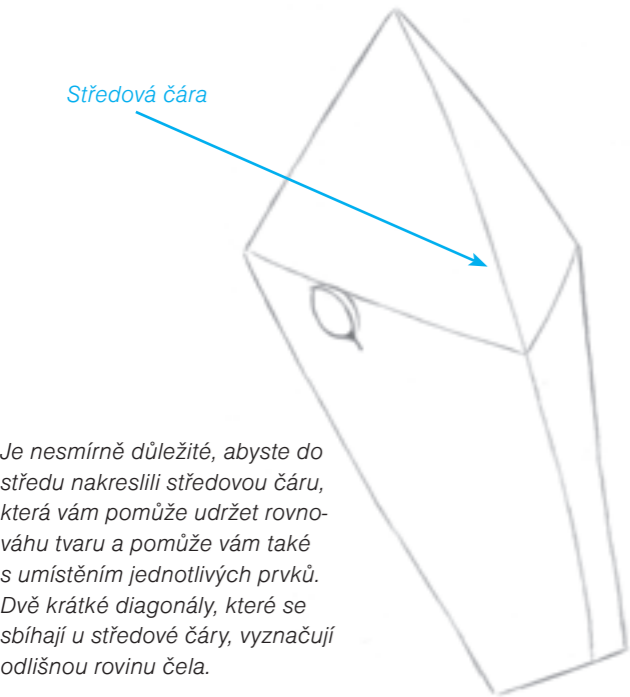 Středová čára
Je nesmírně důležité, abyste do
středu nakreslili středovou čáru,
která vám pomůže udržet rovno-
váhu tvaru a pomůže vám také
s umístěním jednotlivých prvků.
Dvě krátké diagonály, které se
sbíhají u středové čáry, vyznačují
odlišnou rovinu čela.